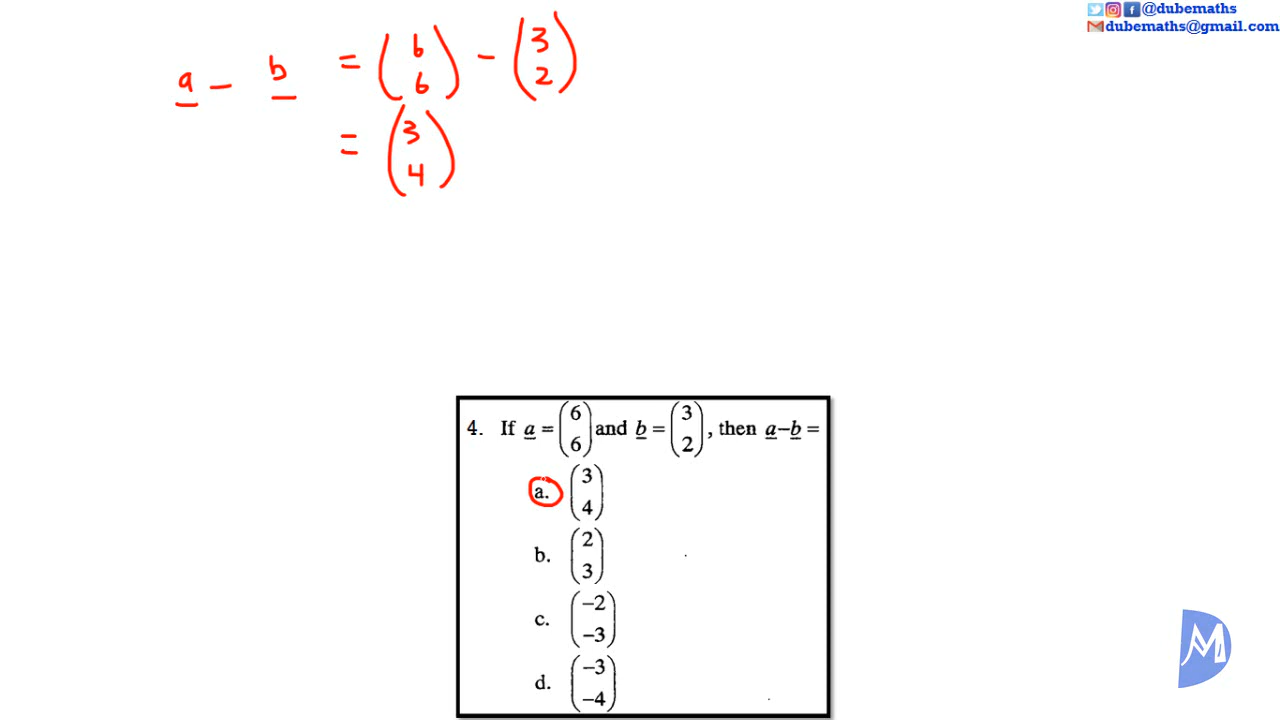 @dubemaths
dubemaths@gmail.com
a - b = (6 6) - (3 2)
= (3 4)
4. If a = (6 6) and b = (3 2), then a-b =
a. (3 4)
b. (2 3)
c. (-2 -3)
d. (-3 -4)
M